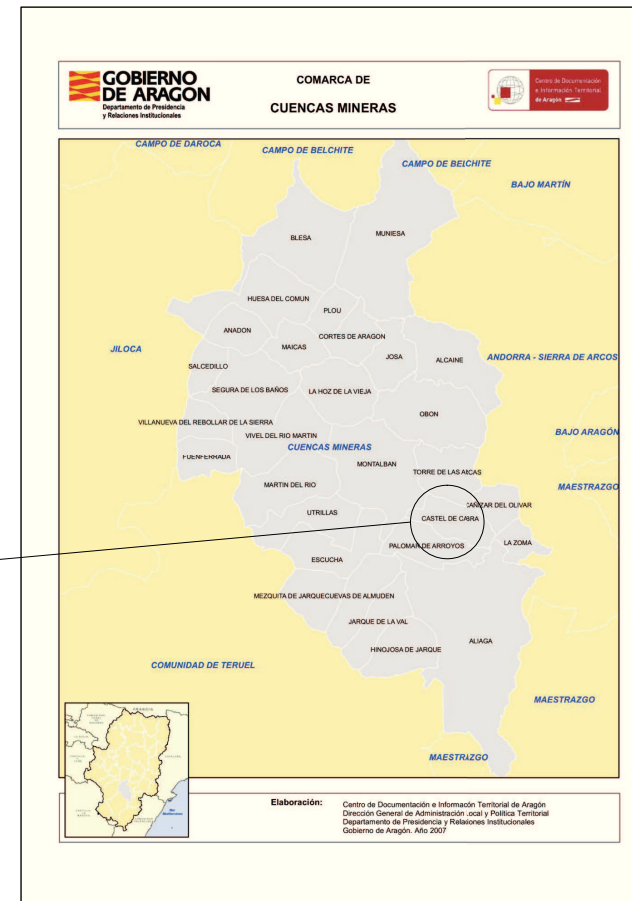 GOBIERNO
DE ARAGON
Departamento de Presidencia
y Relaciones Institucionales
COMARCA DE
CUENCAS MINERAS
Centro de Documentación
e Información Territorial
de Aragón
CAMPO DE DAROCA
CAMPO DE BELCHITE
CAMPO DE BELCHITE
BAJO MARTÍN
BLESA
MUNIESA
HUESA DEL COMUN
PLOU
ANADON
CORTES DE ARAGON
MAICAS
JILOCA
JOSA
ALCAINE
ANDORRA - SIERRA DE ARCOS
SALCEDILLO
SEGURA DE LOS BAÑOS
LA HOZ DE LA VIEJA
OBON
VILLANUEVA DEL REBOLLAR DE LA SIERRA
BAJO ARAGÓN
VIVEL DEL RIO MARTIN
CUENCAS MINERAS
FUENFERRADA
MONTALBAN
TORRE DE LAS ARCAS
MARTIN DEL RIO
MAESTRAZGO
CAÑIZAR DEL OLIVAR
UTRILLAS
CASTEL DE CABRA
PALOMAR DE ARROYOS
LA ZOMA
ESCUCHA
MEZQUITA DE JARQUE
CUEVAS DE ALMUDEN
JARQUE DE LA VAL
ALIAGA
HINOJOSA DE JARQUE
COMUNIDAD DE TERUEL
MAESTRAZGO
MAESTRAZGO
FRANCIA
Mar
Mediterráneo
Elaboración:
Centro de Documentación e Informacón Territorial de Aragón
Dirección General de Administración Local y Política Territorial
Departamento de Presidencia y Relaciones Institucionales
Gobierno de Aragón. Año 2007